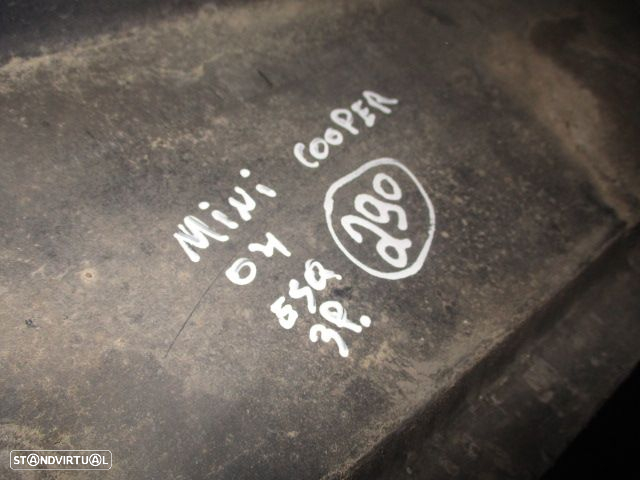 MINI COOPER
04
290
ESQ
3P.
STANDVIRTUAL